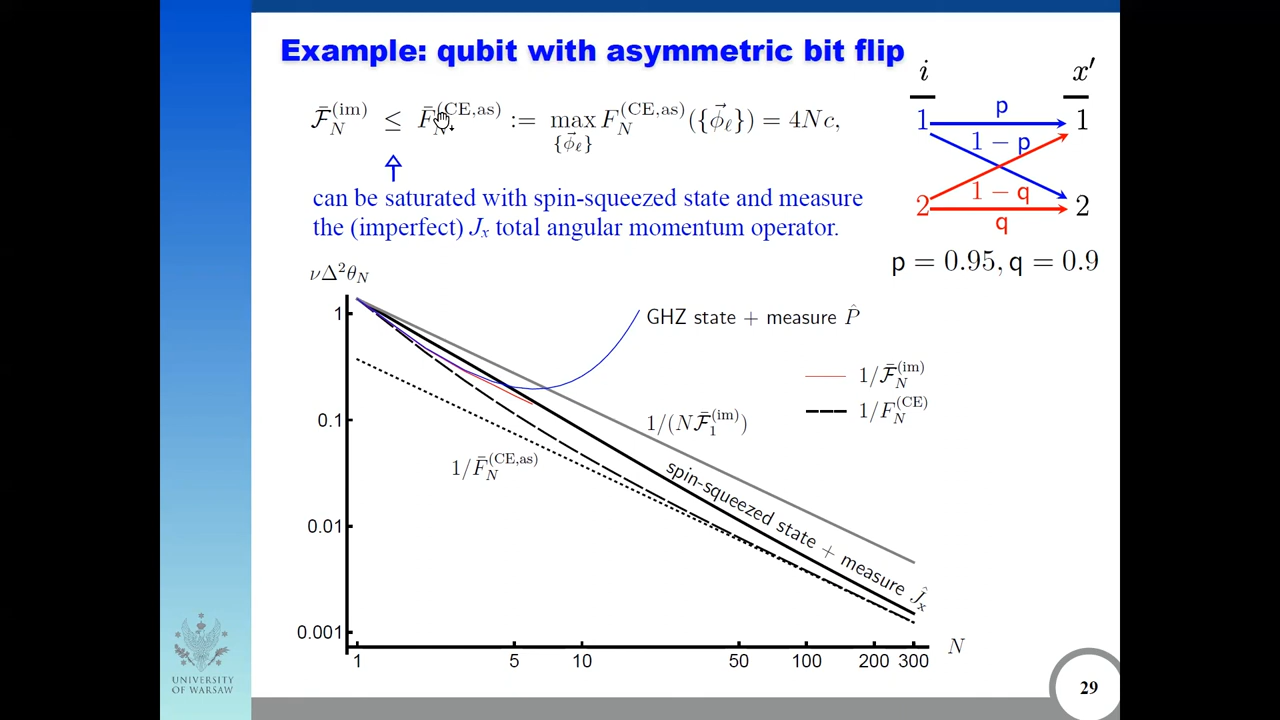 Example: qubit with asymmetric bit flip
F̄_N^(im) ≤ F̄_N^(CE,as) := max_{ϕ⃗_ℓ} F_N^(CE,as)({ϕ⃗_ℓ}) = 4Nc,
can be saturated with spin-squeezed state and measure
the (imperfect) J_x total angular momentum operator.
i x′
1 p 1
1 − p
1 − q
2 q 2
p = 0.95, q = 0.9
νΔ²θ_N
1
0.1
0.01
0.001
GHZ state + measure P̂
1/F̄_N^(im)
1/F_N^(CE)
1/(NF̄_1^(im))
1/F̄_N^(CE,as)
spin-squeezed state + measure Ĵ_x
1 5 10 50 100 200 300 N
UNIVERSITY
OF WARSAW
29